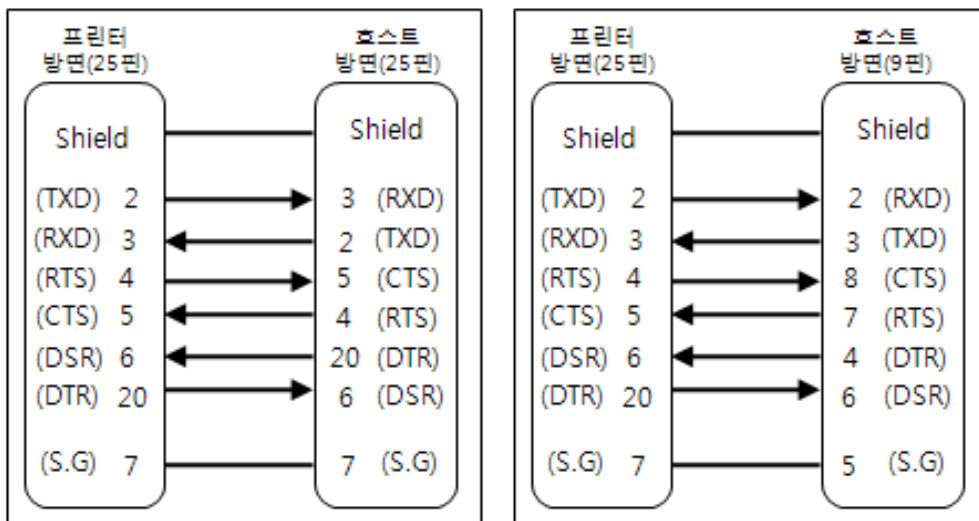 프린터
방면(25핀)
호스트
방면(25핀)
Shield
Shield
(TXD) 2
3 (RXD)
(RXD) 3
2 (TXD)
(RTS) 4
5 (CTS)
(CTS) 5
4 (RTS)
(DSR) 6
20 (DTR)
(DTR) 20
6 (DSR)
(S.G) 7
7 (S.G)
프린터
방면(25핀)
호스트
방면(9핀)
Shield
Shield
(TXD) 2
2 (RXD)
(RXD) 3
3 (TXD)
(RTS) 4
8 (CTS)
(CTS) 5
7 (RTS)
(DSR) 6
4 (DTR)
(DTR) 20
6 (DSR)
(S.G) 7
5 (S.G)